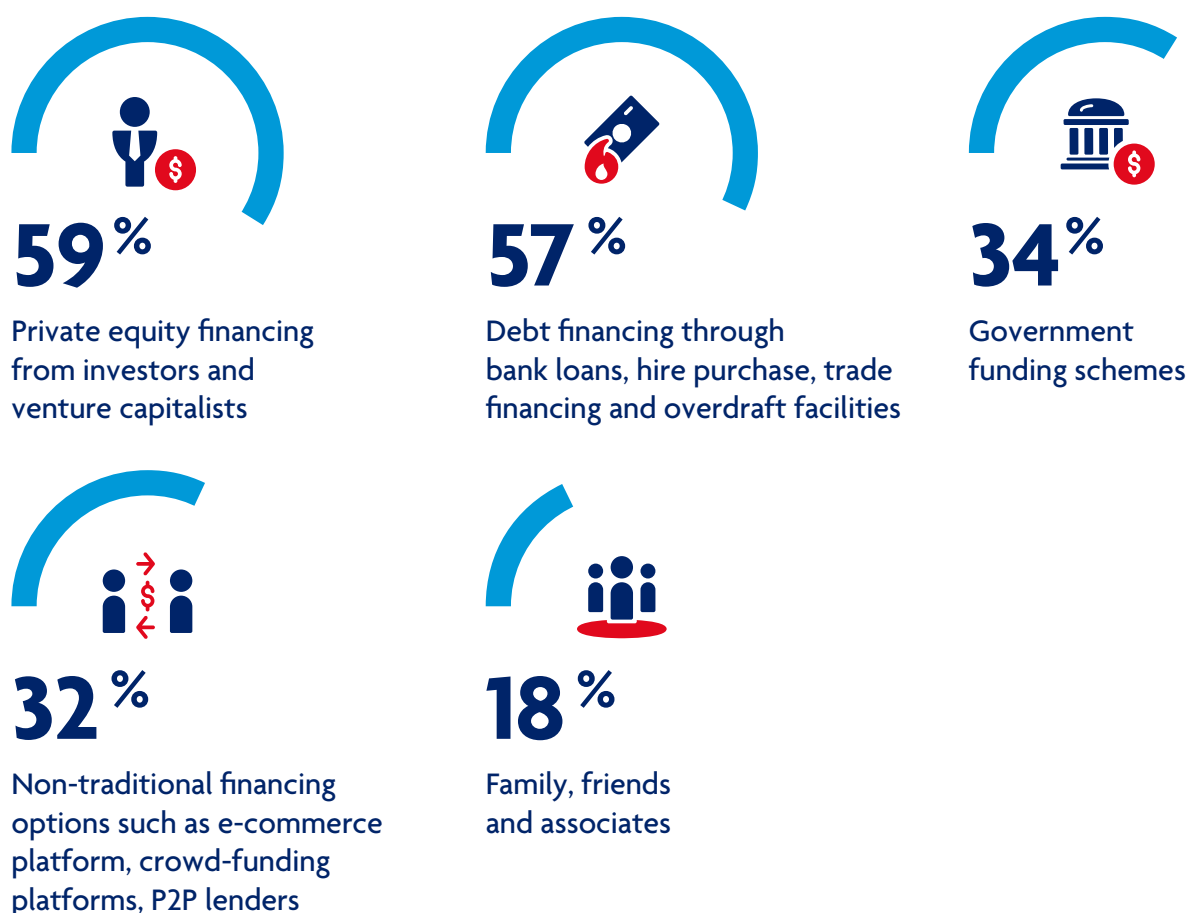 59%
Private equity financing
from investors and
venture capitalists
57%
Debt financing through
bank loans, hire purchase, trade
financing and overdraft facilities
34%
Government
funding schemes
32%
Non-traditional financing
options such as e-commerce
platform, crowd-funding
platforms, P2P lenders
18%
Family, friends
and associates